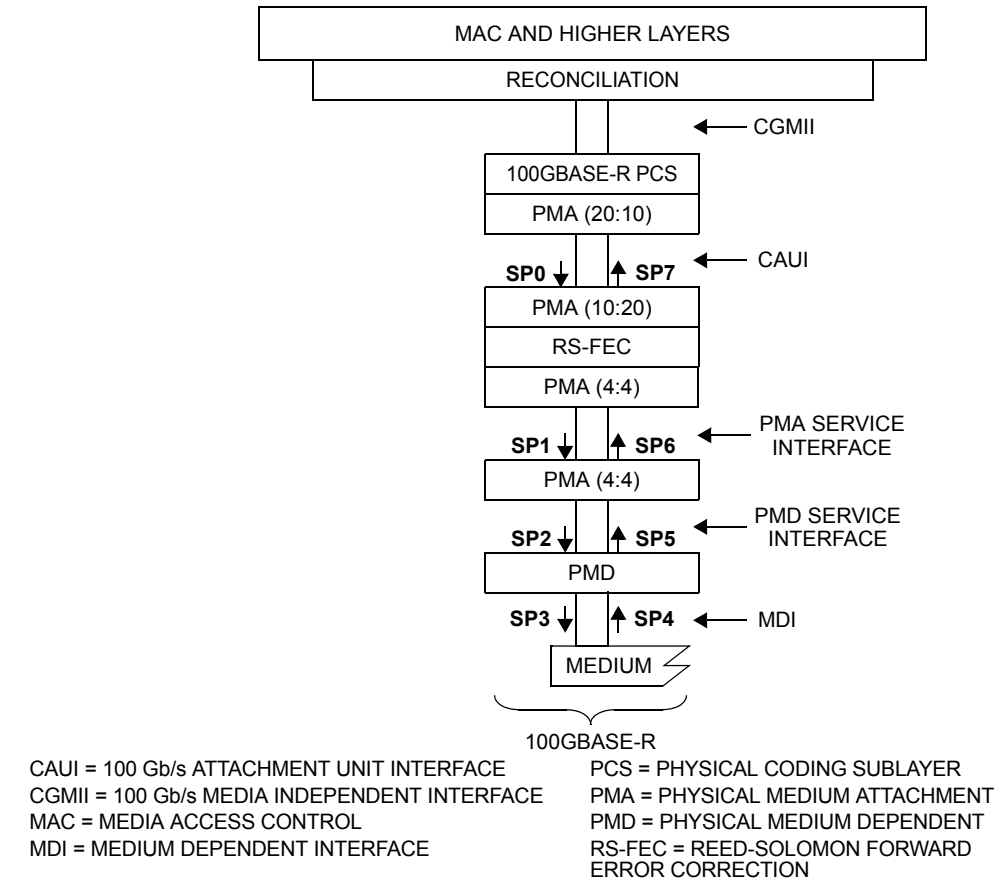 MAC AND HIGHER LAYERS
RECONCILIATION
CGMII
100GBASE-R PCS
PMA (20:10)
CAUI
SP0 SP7
PMA (10:20)
RS-FEC
PMA (4:4)
PMA SERVICE
INTERFACE
SP1 SP6
PMA (4:4)
PMD SERVICE
INTERFACE
SP2 SP5
PMD
SP3 SP4 MDI
MEDIUM
100GBASE-R
CAUI = 100 Gb/s ATTACHMENT UNIT INTERFACE
CGMII = 100 Gb/s MEDIA INDEPENDENT INTERFACE
MAC = MEDIA ACCESS CONTROL
MDI = MEDIUM DEPENDENT INTERFACE
PCS = PHYSICAL CODING SUBLAYER
PMA = PHYSICAL MEDIUM ATTACHMENT
PMD = PHYSICAL MEDIUM DEPENDENT
RS-FEC = REED-SOLOMON FORWARD
ERROR CORRECTION